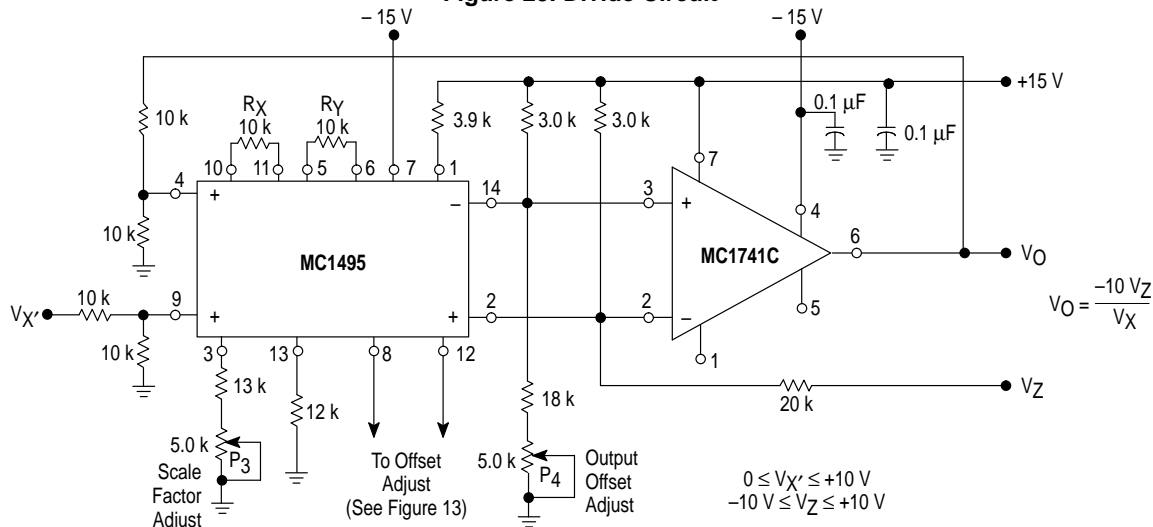 – 15 V
– 15 V
+15 V
10 k
RX
10 k
RY
10 k
3.9 k
3.0 k
3.0 k
0.1 µF
0.1 µF
10 11 5 6 7 1
7
4
+
–
14
3
+
4
10 k
MC1495
MC1741C
6
VO
VX′
10 k
9
+
+
2
2
–
5
VO = –10 VZ
VX
10 k
3
13
8
12
1
13 k
12 k
18 k
20 k
VZ
5.0 k
P3
5.0 k
P4
Scale
Factor
Adjust
To Offset
Adjust
(See Figure 13)
Output
Offset
Adjust
0 ≤ VX′ ≤ +10 V
–10 V ≤ VZ ≤ +10 V